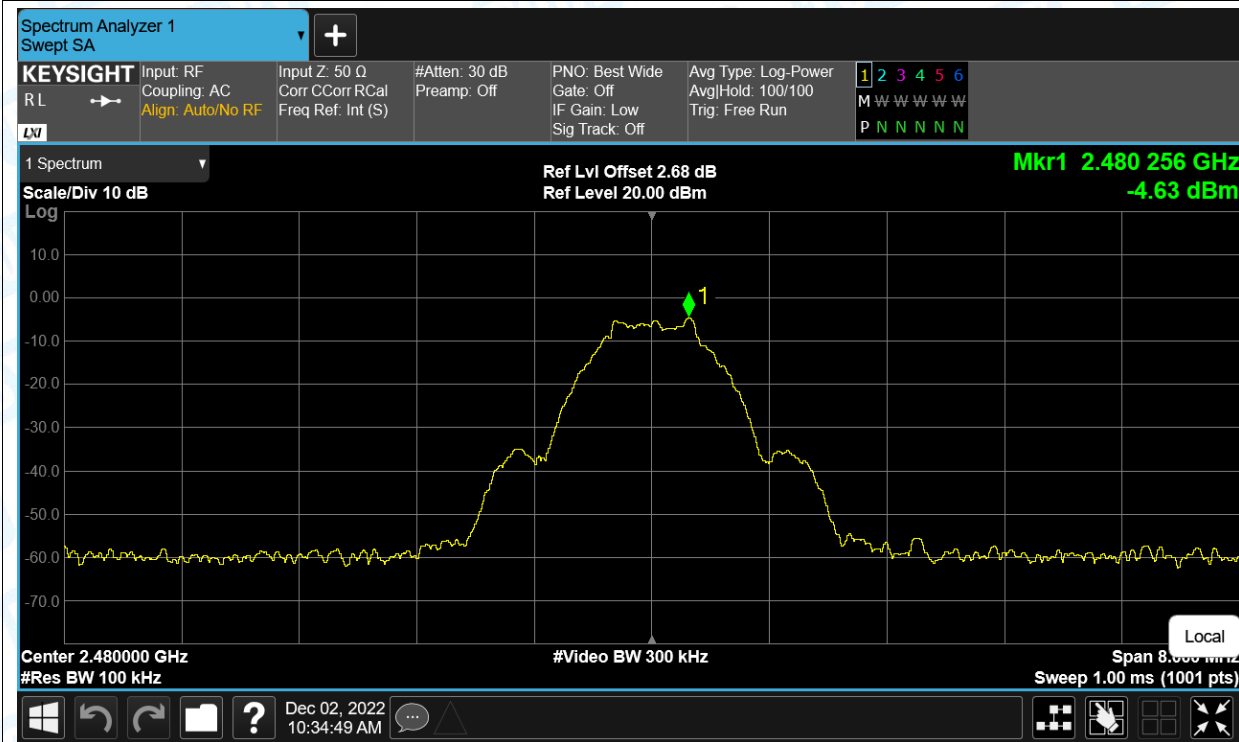 Spectrum Analyzer 1
Swept SA
KEYSIGHT
R L
LXI
Input: RF
Coupling: AC
Align: Auto/No RF
Input Z: 50 Ω
Corr CCorr RCal
Freq Ref: Int (S)
#Atten: 30 dB
Preamp: Off
PNO: Best Wide
Gate: Off
IF Gain: Low
Sig Track: Off
Avg Type: Log-Power
Avg|Hold: 100/100
Trig: Free Run
1 2 3 4 5 6
M W W W W W
P N N N N N
1 Spectrum
Scale/Div 10 dB
Log
Ref Lvl Offset 2.68 dB
Ref Level 20.00 dBm
Mkr1 2.480 256 GHz
-4.63 dBm
10.0
0.00
-10.0
-20.0
-30.0
-40.0
-50.0
-60.0
-70.0
1
Center 2.480000 GHz
#Res BW 100 kHz
#Video BW 300 kHz
Local
Span 8.000 MHz
Sweep 1.00 ms (1001 pts)
?
Dec 02, 2022
10:34:49 AM